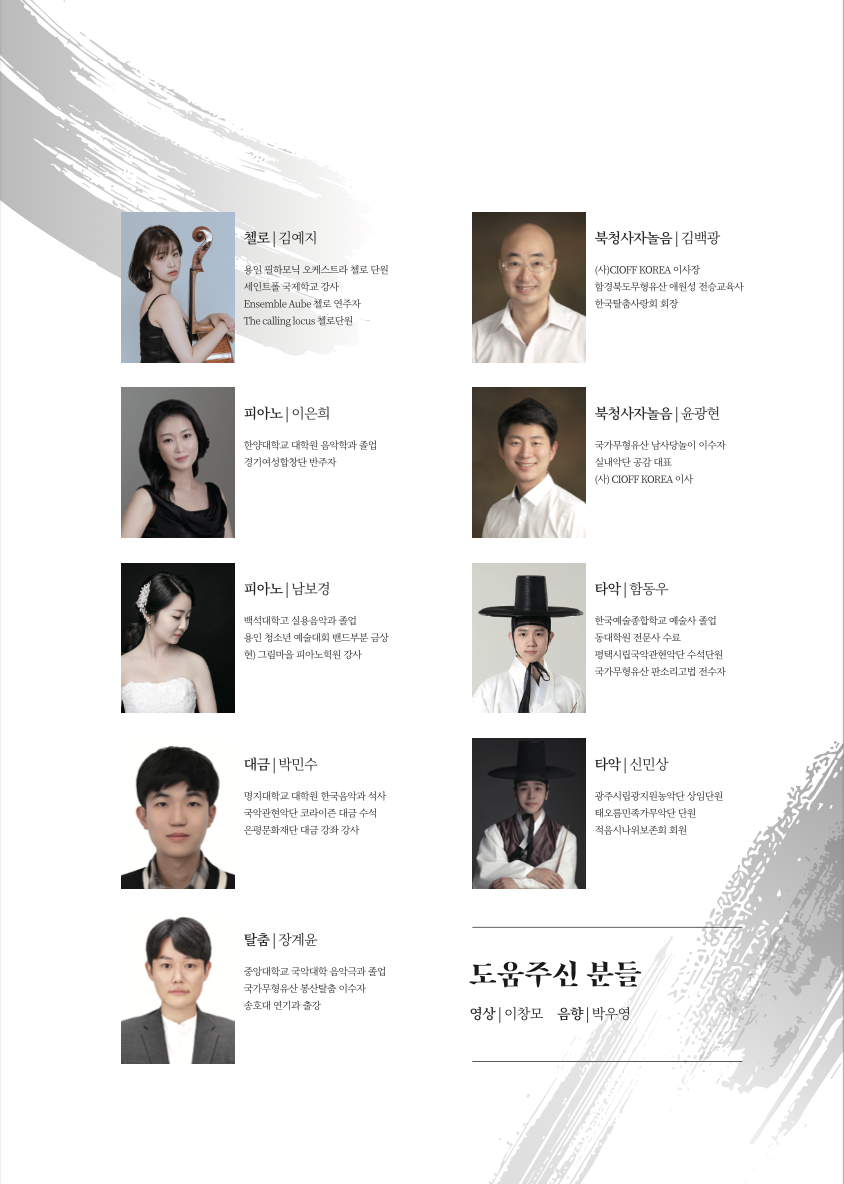 첼로 | 김예지
용인 필하모닉 오케스트라 첼로 단원
세인트폴 국제학교 강사
Ensemble Aube 첼로 연주자
The calling locus 첼로단원
피아노 | 이은희
한양대학교 대학원 음악학과 졸업
경기여성합창단 반주자
피아노 | 남보경
백석대학고 실용음악과 졸업
용인 청소년 예술대회 밴드부분 금상
현) 그림마을 피아노학원 강사
대금 | 박민수
명지대학교 대학원 한국음악과 석사
국악관현악단 코라이즌 대금 수석
은평문화재단 대금 강좌 강사
탈춤 | 장계윤
중앙대학교 국악대학 음악극과 졸업
국가무형유산 봉산탈춤 이수자
송호대 연기과 출강
북청사자놀음 | 김백광
(사)CIOFF KOREA 이사장
함경북도무형유산 애원성 전승교육사
한국탈춤사랑회 회장
북청사자놀음 | 윤광현
국가무형유산 남사당놀이 이수자
실내악단 공감 대표
(사) CIOFF KOREA 이사
타악 | 함동우
한국예술종합학교 예술사 졸업
동대학원 전문사 수료
평택시립국악관현악단 수석단원
국가무형유산 판소리고법 전수자
타악 | 신민상
광주시립광지원농악단 상임단원
태오름민족가무악단 단원
적음시나위보존회 회원
도움주신 분들
영상 | 이창모 음향 | 박우영